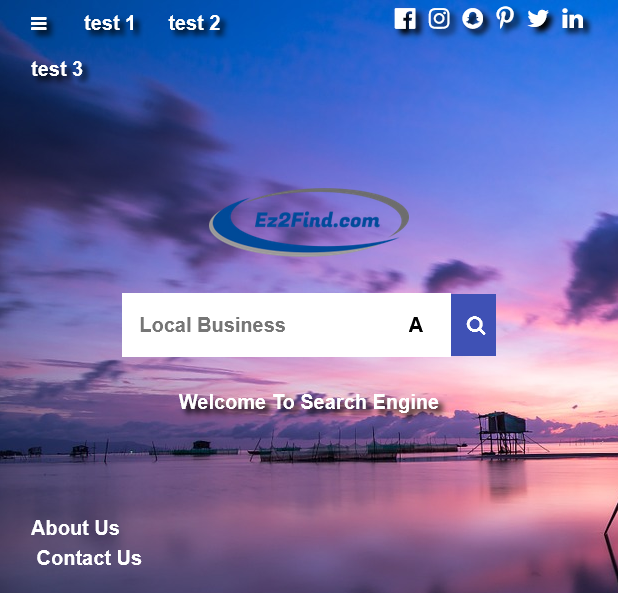 test 1 test 2
test 3
Ez2Find.com
Local Business A
Welcome To Search Engine
About Us
Contact Us